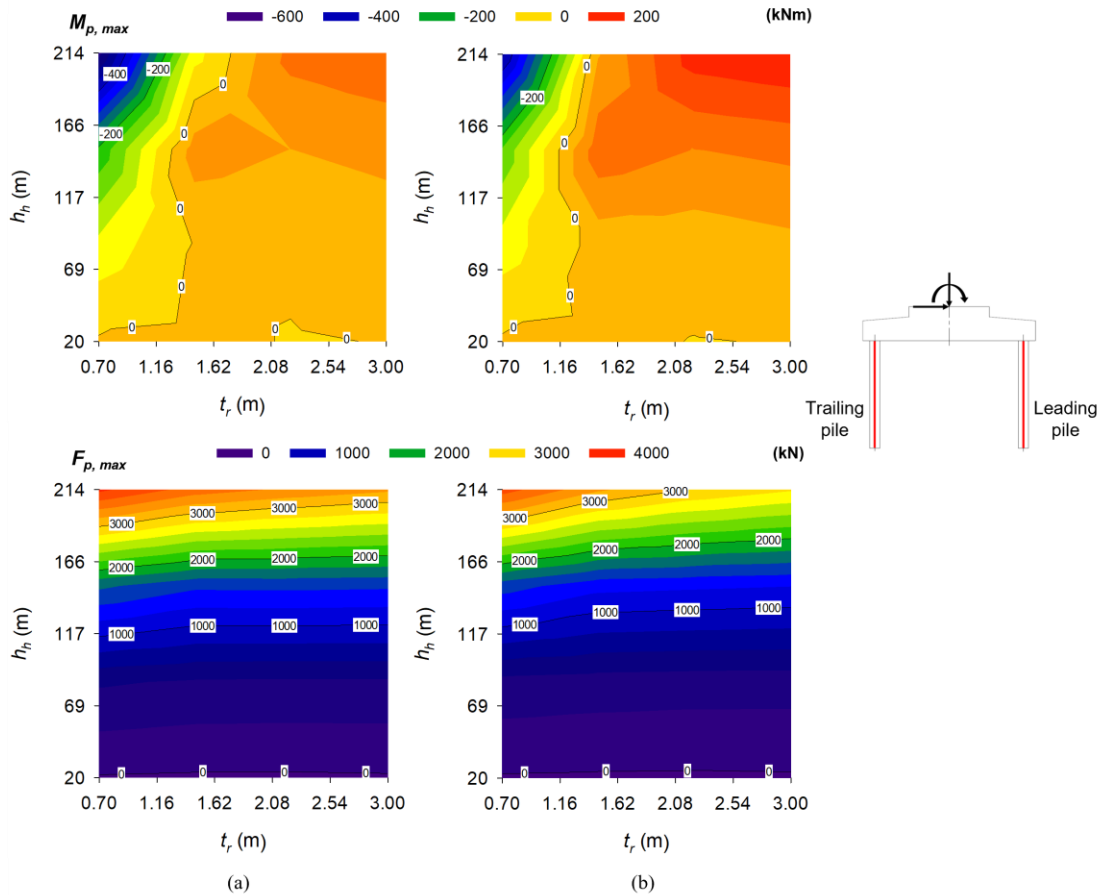 M_p, max -600 -400 -200 0 200 (kNm)
214
166
117
69
20
h_h (m)
-400
-200
-200
0
0
0
0
0
0
0
0.70 1.16 1.62 2.08 2.54 3.00
t_r (m)
214
166
117
69
20
h_h (m)
-200
0
0
0
0
0
0
0.70 1.16 1.62 2.08 2.54 3.00
t_r (m)
Trailing
pile
Leading
pile
F_p, max 0 1000 2000 3000 4000 (kN)
214
166
117
69
20
h_h (m)
3000 3000 3000 3000
2000 2000 2000 2000
1000 1000 1000 1000
0 0 0 0
0.70 1.16 1.62 2.08 2.54 3.00
t_r (m)
(a)
214
166
117
69
20
h_h (m)
3000 3000 3000
2000 2000 2000 2000
1000 1000 1000 1000
0 0 0 0
0.70 1.16 1.62 2.08 2.54 3.00
t_r (m)
(b)